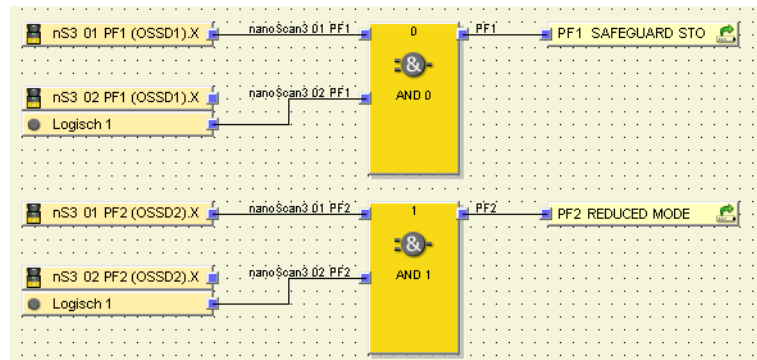 nS3 01 PF1 (OSSD1).X nanoScan3 01 PF1 0 PF1 PF1 SAFEGUARD STO
&
nS3 02 PF1 (OSSD1).X nanoScan3 02 PF1 AND 0
Logisch 1
nS3 01 PF2 (OSSD2).X nanoScan3 01 PF2 1 PF2 PF2 REDUCED MODE
&
nS3 02 PF2 (OSSD2).X nanoScan3 02 PF2 AND 1
Logisch 1